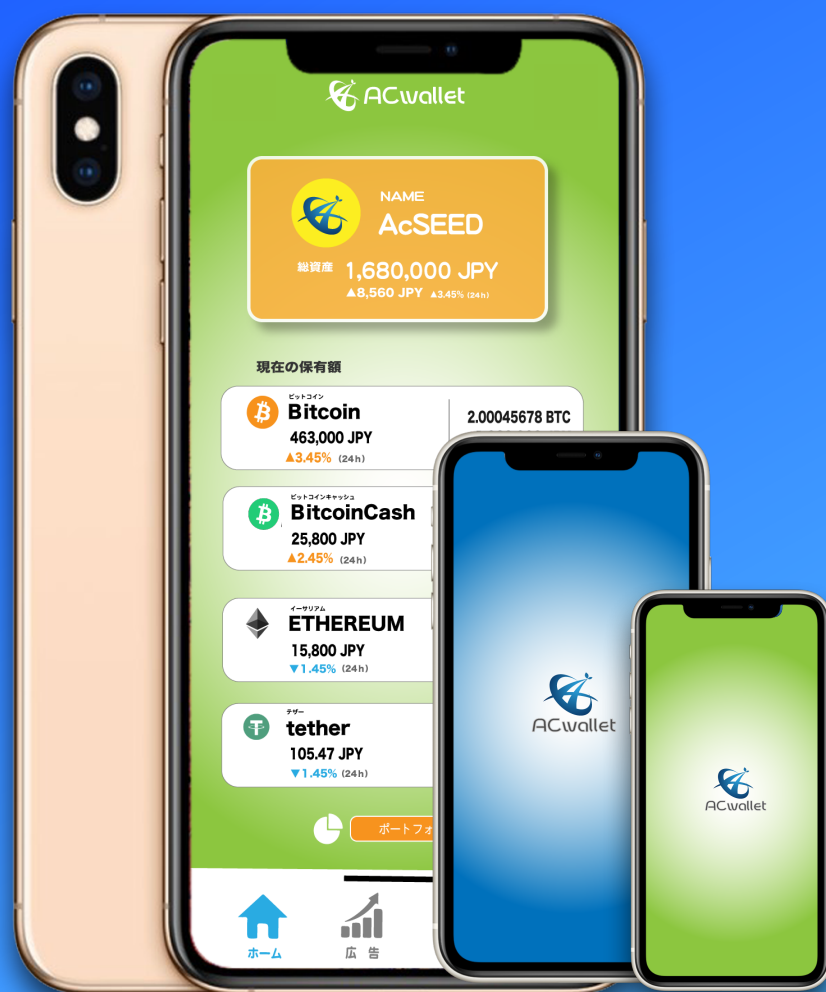 ACwallet
NAME
AcSEED
総資産 1,680,000 JPY
▲8,560 JPY ▲3.45% (24h)
現在の保有額
ビットコイン
Bitcoin
463,000 JPY
▲3.45% (24h)
2.00045678 BTC
ビットコインキャッシュ
BitcoinCash
25,800 JPY
▲2.45% (24h)
イーサリアム
ETHEREUM
15,800 JPY
▼1.45% (24h)
テザー
tether
105.47 JPY
▼1.45% (24h)
ポートフォ
ホーム
広告
ACwallet
ACwallet